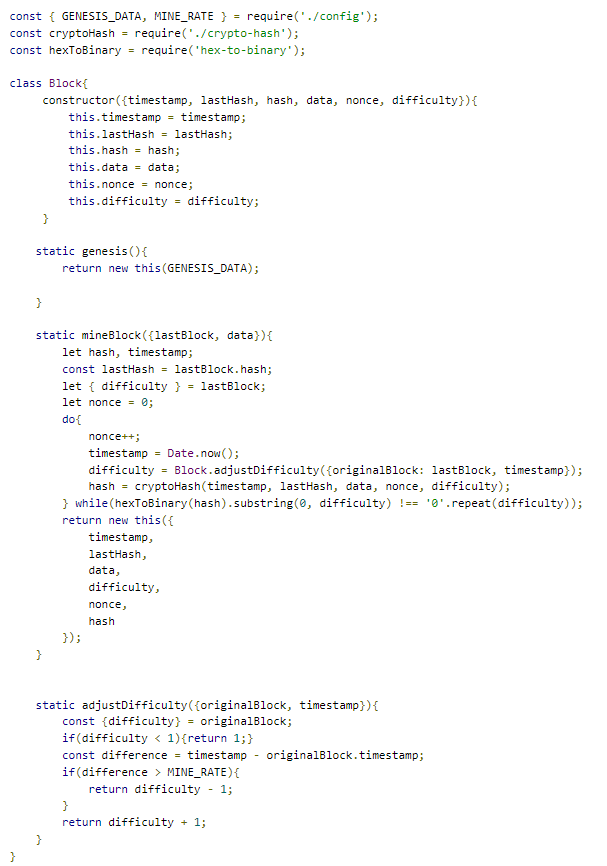 const { GENESIS_DATA, MINE_RATE } = require('./config');
const cryptoHash = require('./crypto-hash');
const hexToBinary = require('hex-to-binary');

class Block{
     constructor({timestamp, lastHash, hash, data, nonce, difficulty}){
         this.timestamp = timestamp;
         this.lastHash = lastHash;
         this.hash = hash;
         this.data = data;
         this.nonce = nonce;
         this.difficulty = difficulty;
     }

    static genesis(){
        return new this(GENESIS_DATA);

    }

    static mineBlock({lastBlock, data}){
        let hash, timestamp;
        const lastHash = lastBlock.hash;
        let { difficulty } = lastBlock;
        let nonce = 0;
        do{
            nonce++;
            timestamp = Date.now();
            difficulty = Block.adjustDifficulty({originalBlock: lastBlock, timestamp});
            hash = cryptoHash(timestamp, lastHash, data, nonce, difficulty);
        } while(hexToBinary(hash).substring(0, difficulty) !== '0'.repeat(difficulty));
        return new this({
            timestamp,
            lastHash,
            data,
            difficulty,
            nonce,
            hash
        });
    }


    static adjustDifficulty({originalBlock, timestamp}){
        const {difficulty} = originalBlock;
        if(difficulty < 1){return 1;}
        const difference = timestamp - originalBlock.timestamp;
        if(difference > MINE_RATE){
            return difficulty - 1;
        }
        return difficulty + 1;
    }
}